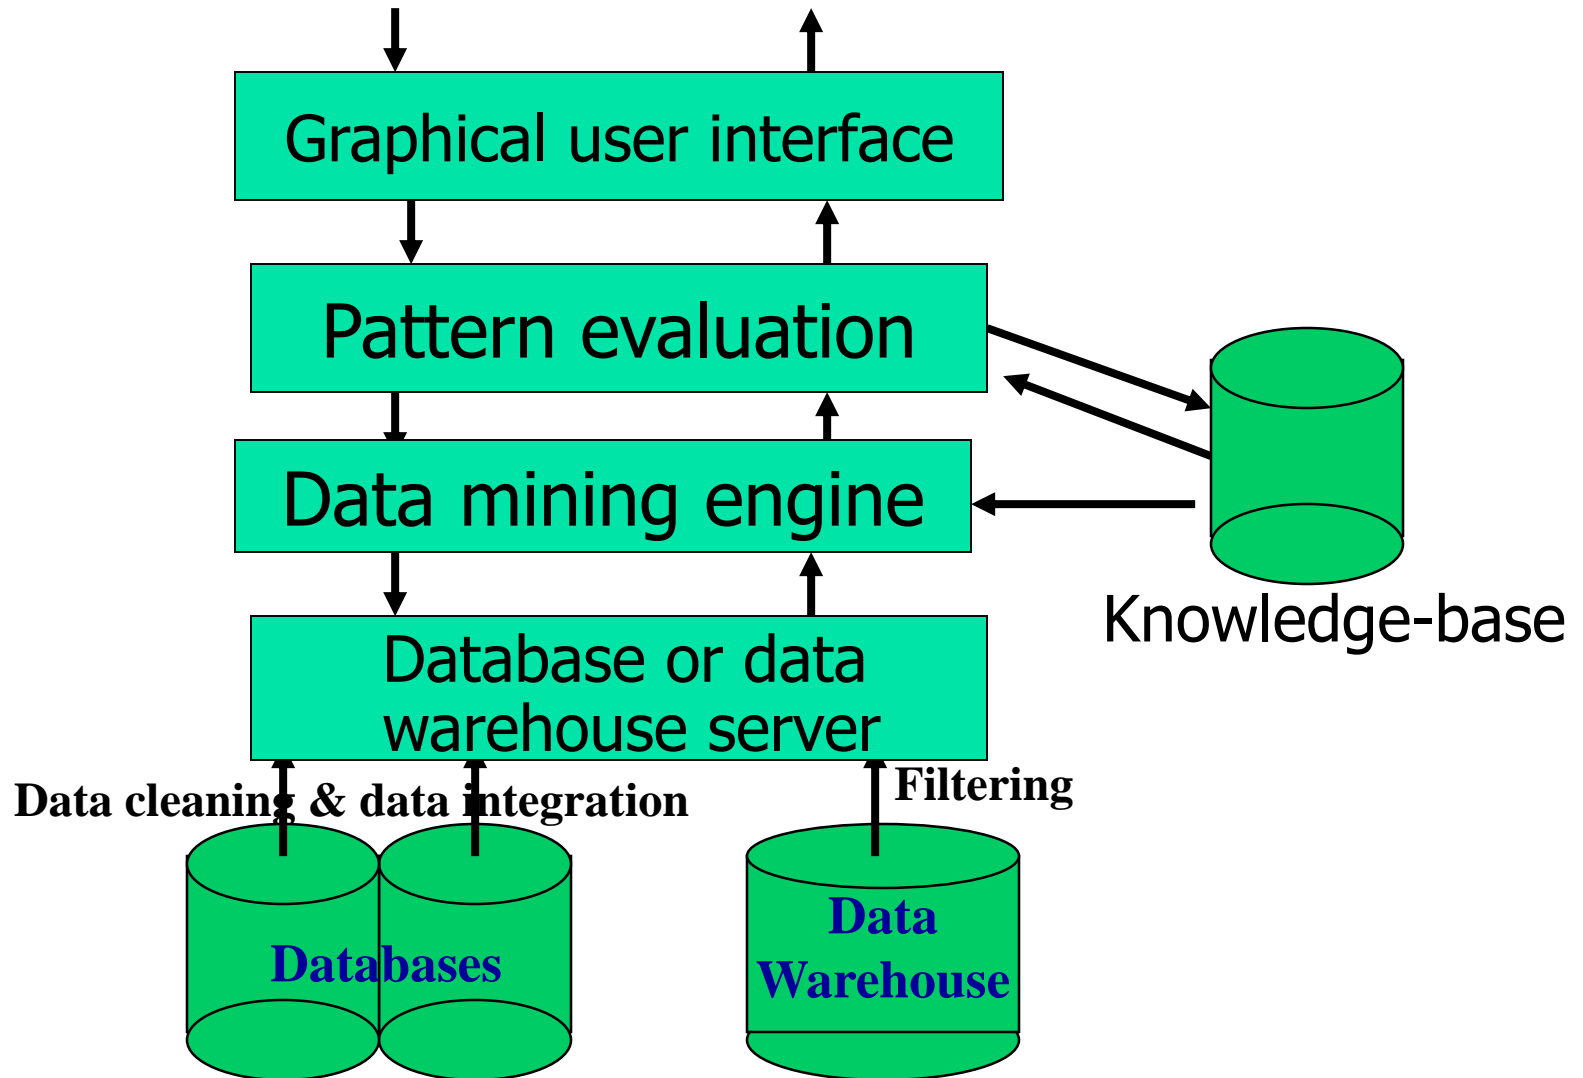 Graphical user interface
Pattern evaluation
Data mining engine
Knowledge-base
Database or data
warehouse server
Data cleaning & data integration
Filtering
Databases
Data
Warehouse